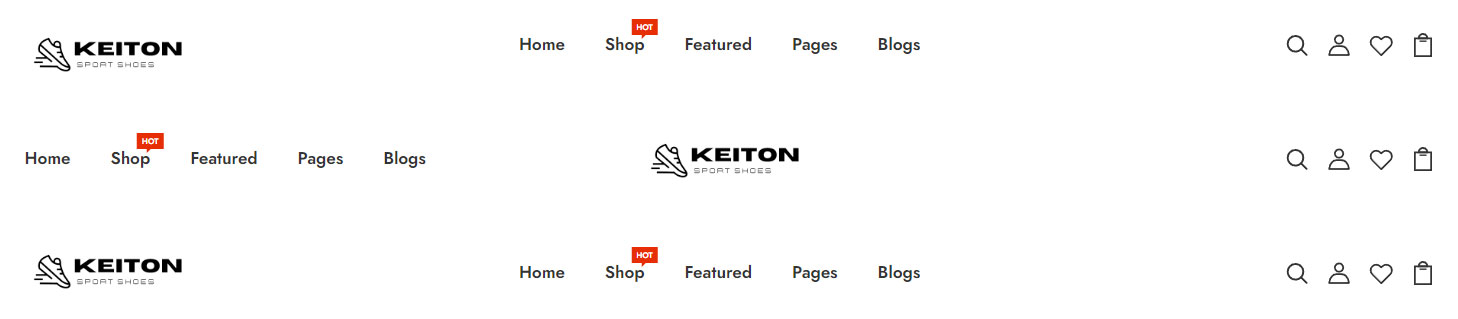 HOT
KEITON Home Shop Featured Pages Blogs
SPORT SHOES
HOT
Home Shop Featured Pages Blogs KEITON
SPORT SHOES
HOT
KEITON Home Shop Featured Pages Blogs
SPORT SHOES